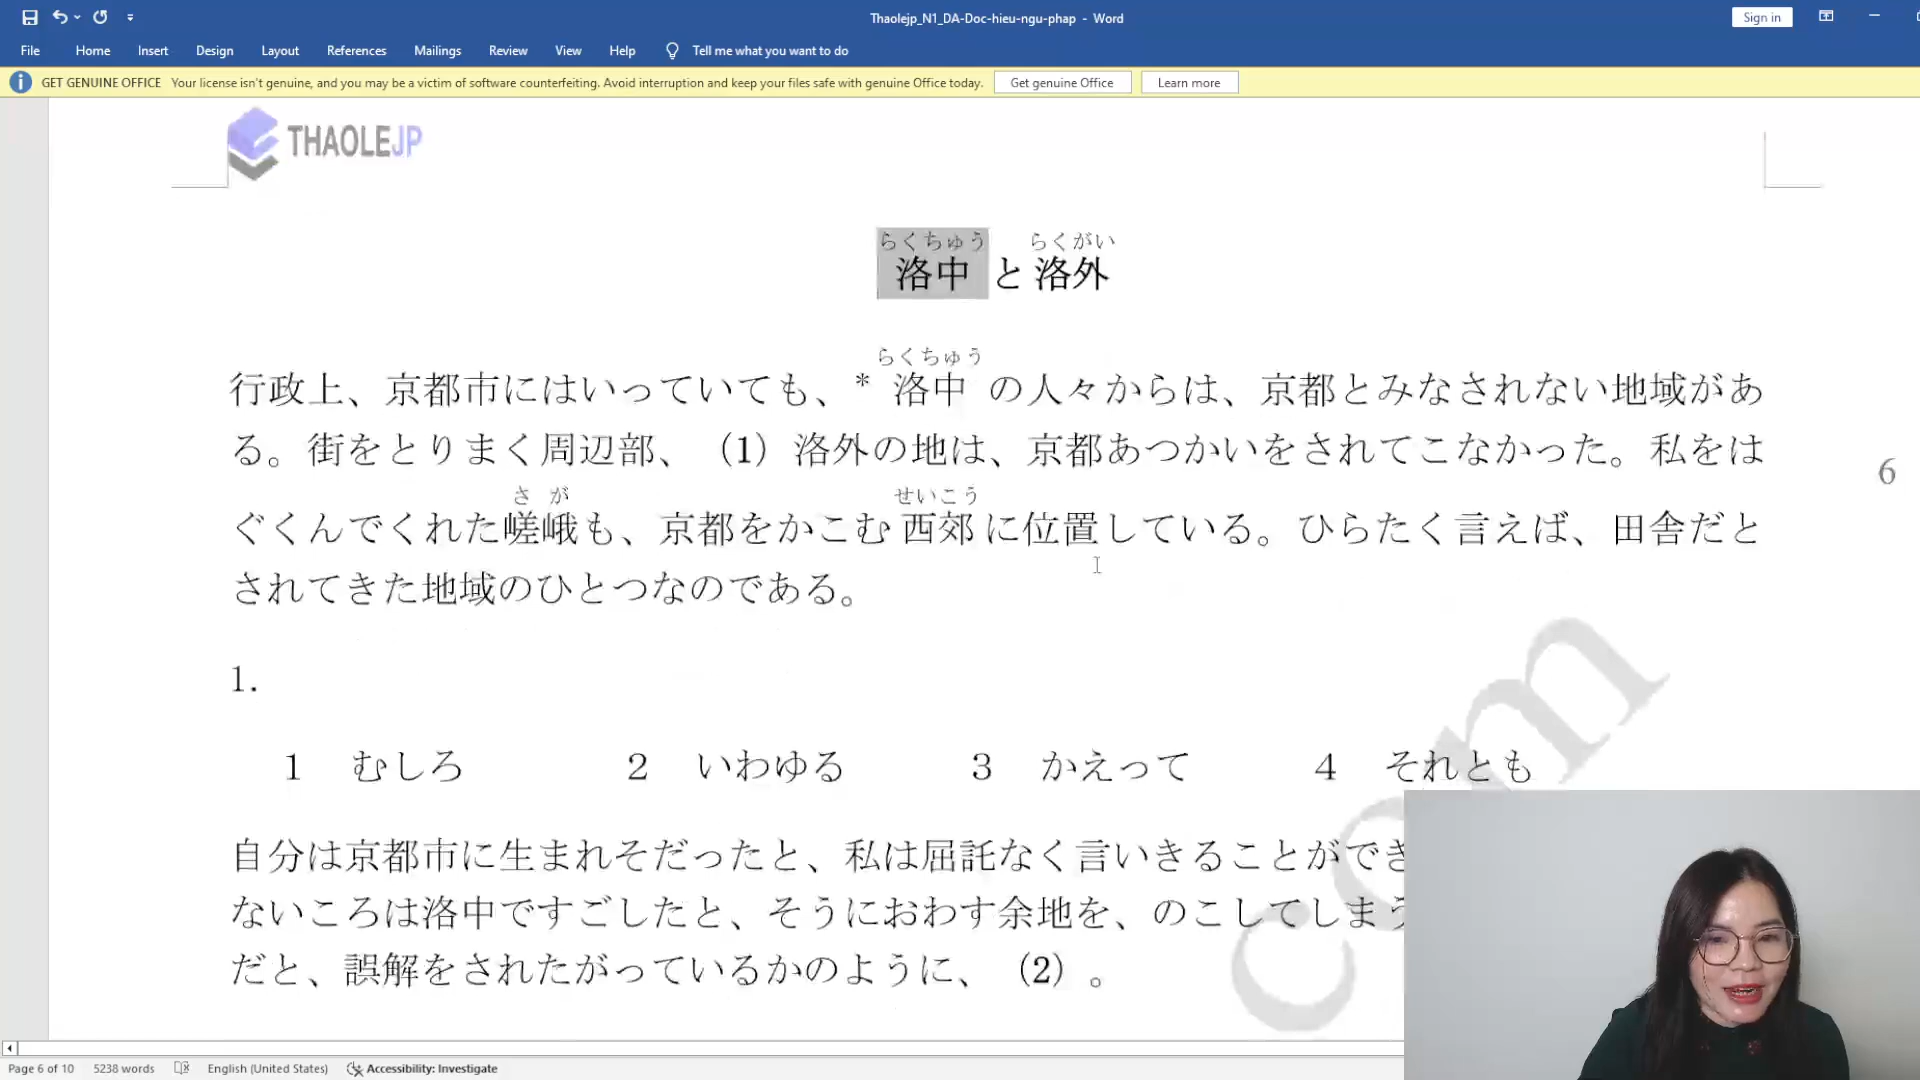 Thaolejp_N1_DA-Doc-hieu-ngu-phap - Word
Sign in
File Home Insert Design Layout References Mailings Review View Help Tell me what you want to do
GET GENUINE OFFICE Your license isn't genuine, and you may be a victim of software counterfeiting. Avoid interruption and keep your files safe with genuine Office today. Get genuine Office Learn more
THAOLEJP
らくちゅう らくがい
洛中と洛外
らくちゅう
行政上、京都市にはいっていても、*洛中の人々からは、京都とみなされない地域があ
る。街をとりまく周辺部、（1）洛外の地は、京都あつかいをされてこなかった。私をは
6
さが せいこう
ぐくんでくれた嵯峨も、京都をかこむ西郊に位置している。ひらたく言えば、田舎だと
されてきた地域のひとつなのである。
1.
1 むしろ 2 いわゆる 3 かえって 4 それとも
自分は京都市に生まれそだったと、私は屈託なく言いきることができ
ないころは洛中ですごしたと、そうにおわす余地を、のこしてしまう
だと、誤解をされたがっているかのように、（2）。
com
Page 6 of 10 5238 words English (United States) Accessibility: Investigate